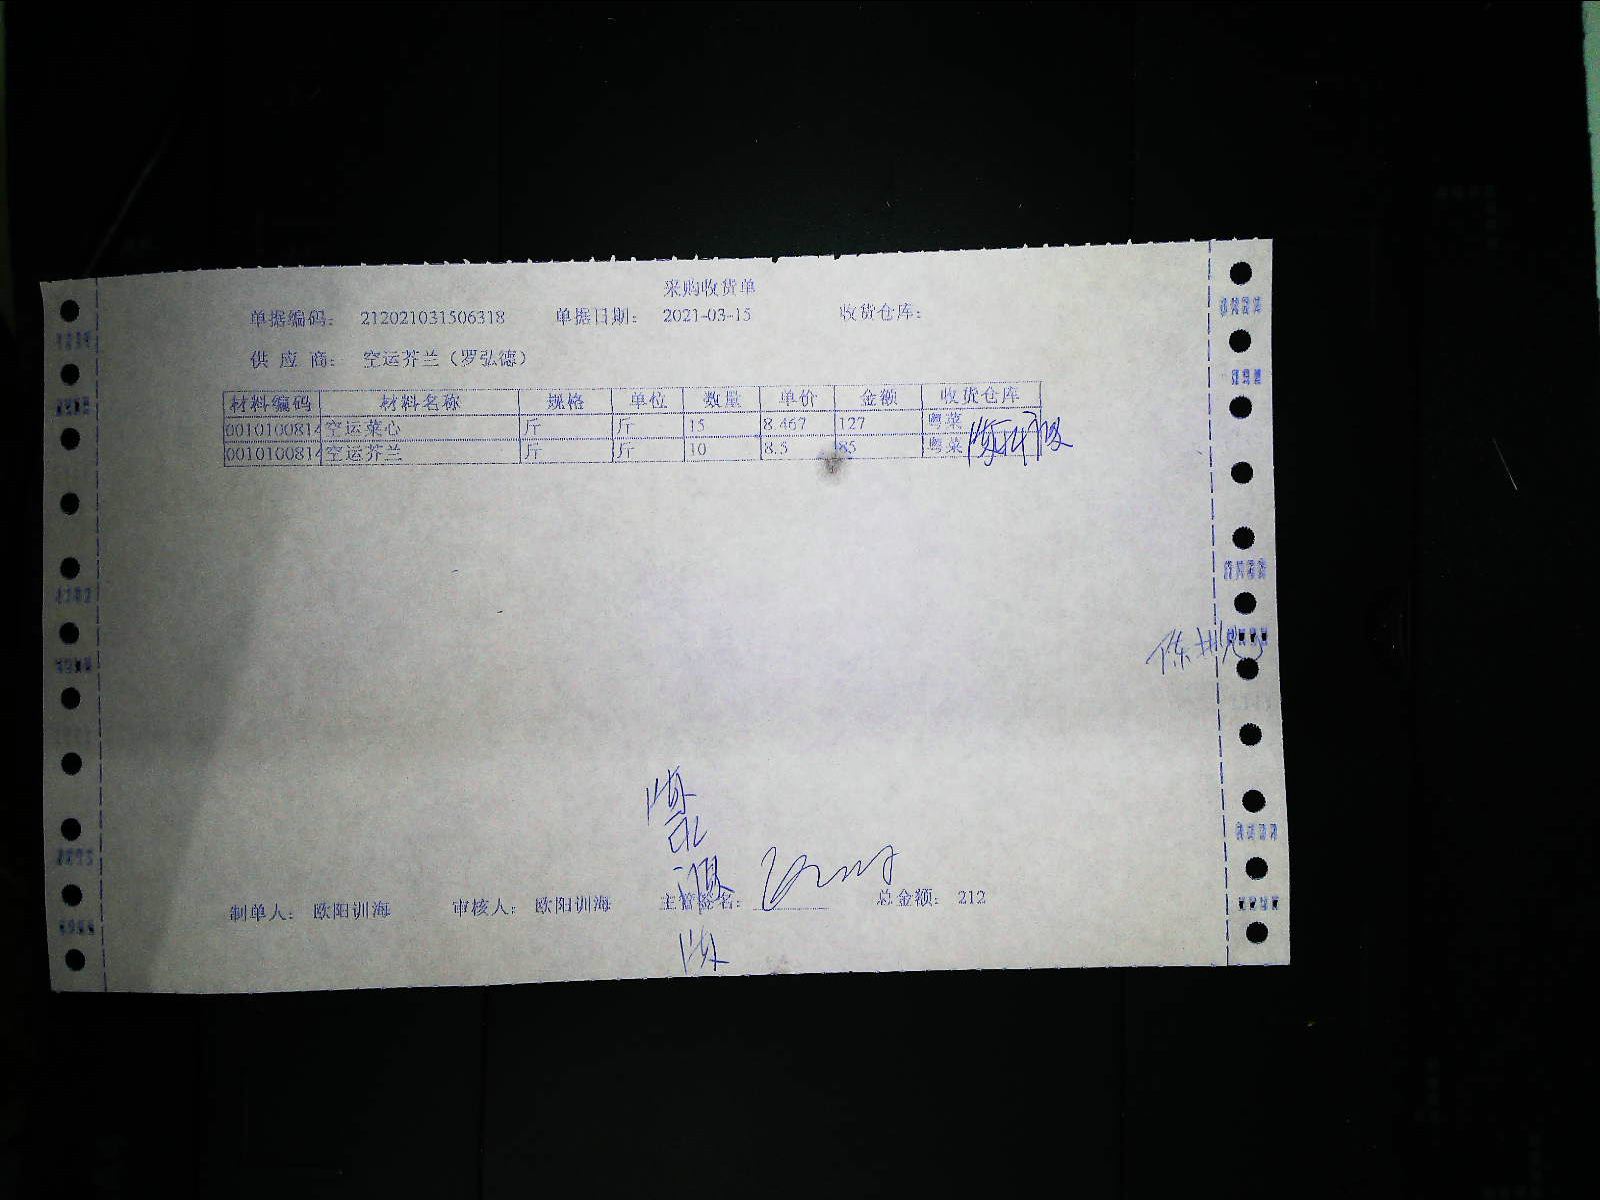 采购收货单
单据编码： 212021031506318 单据日期： 2021-03-15 收货仓库：
供 应 商： 空运芥兰（罗弘德）
材料编码 材料名称 规格 单位 数量 单价 金额 收货仓库
0010100814 空运菜心 斤 斤 15 8.467 127 粤菜
0010100814 空运芥兰 斤 斤 10 8.5 85 粤菜
制单人： 欧阳训海 审核人： 欧阳训海 主管签名： 总金额： 212